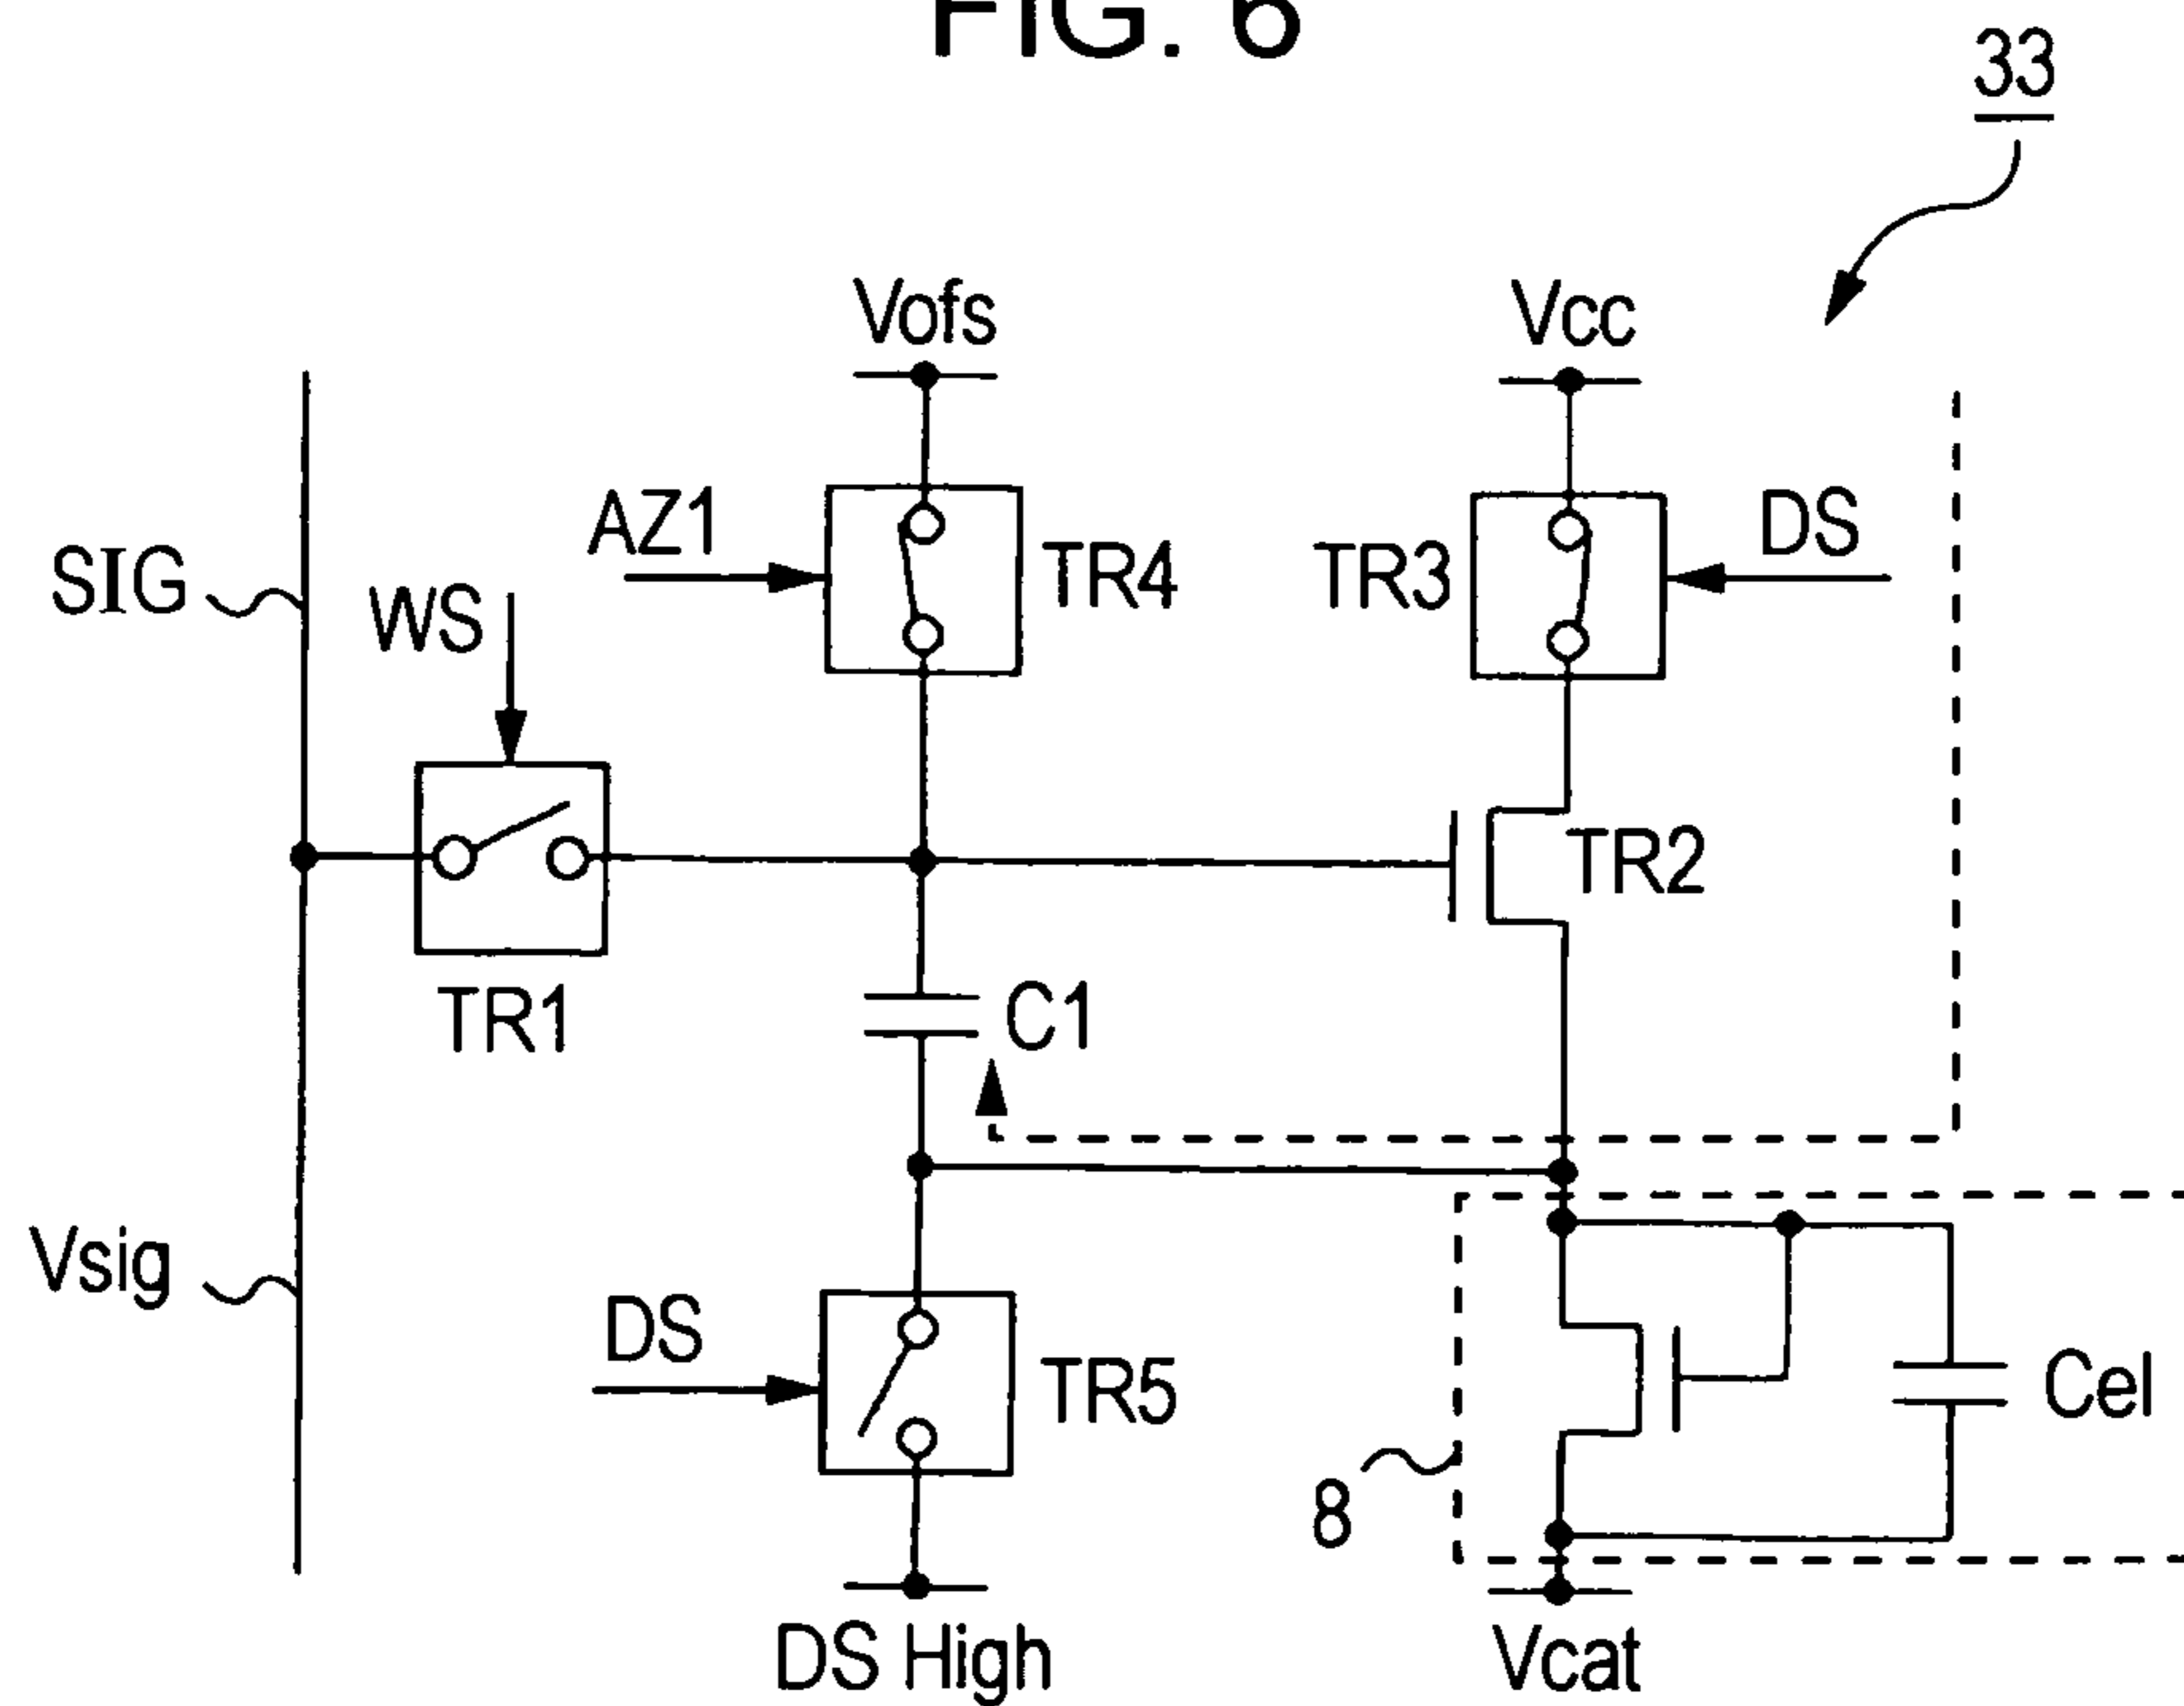 FIG. 6
33
Vofs
Vcc
AZ1
TR4
TR3
DS
SIG
WS
TR2
TR1
C1
Vsig
DS
TR5
Cel
8
DS High
Vcat